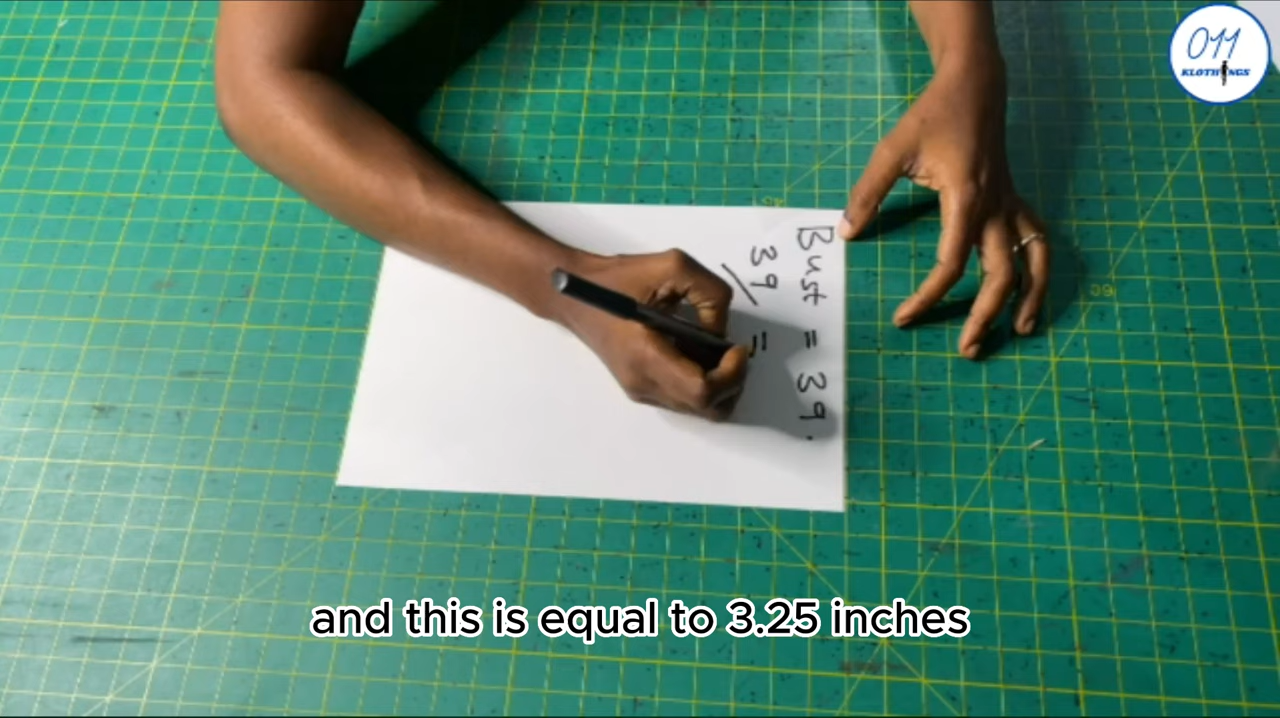 011
KLOTHINGS
Bust = 39.
39/ =
and this is equal to 3.25 inches